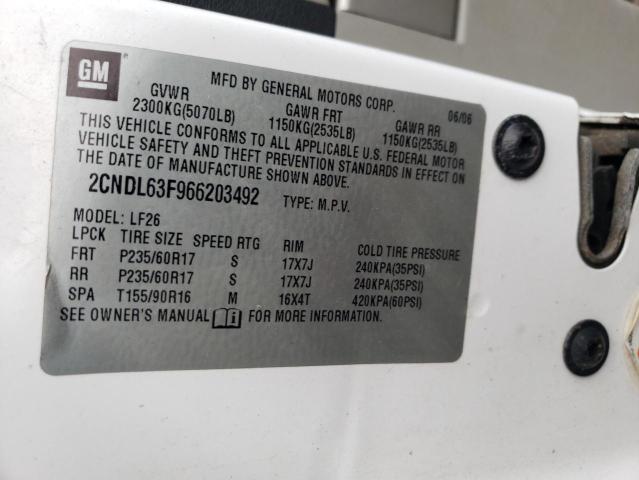 GM
MFD BY GENERAL MOTORS CORP. 06/06
GVWR GAWR FRT GAWR RR
2300KG(5070LB) 1150KG(2535LB) 1150KG(2535LB)
THIS VEHICLE CONFORMS TO ALL APPLICABLE U.S. FEDERAL MOTOR
VEHICLE SAFETY AND THEFT PREVENTION STANDARDS IN EFFECT ON
THE DATE OF MANUFACTURE SHOWN ABOVE.
2CNDL63F966203492 TYPE: M.P.V.
MODEL: LF26
LPCK TIRE SIZE SPEED RTG RIM COLD TIRE PRESSURE
FRT P235/60R17 S 17X7J 240KPA(35PSI)
RR P235/60R17 S 17X7J 240KPA(35PSI)
SPA T155/90R16 M 16X4T 420KPA(60PSI)
SEE OWNER'S MANUAL FOR MORE INFORMATION.